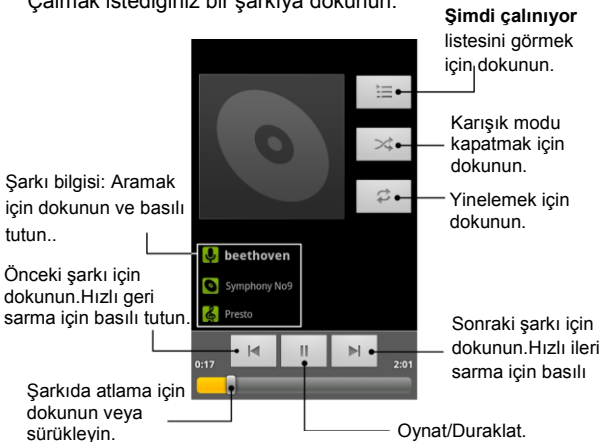 Çalmak istediğiniz bir şarkıya dokunun.
Şimdi çalınıyor
listesini görmek
için dokunun.
Karışık modu
kapatmak için
dokunun.
Yinelemek için
dokunun.
Şarkı bilgisi: Aramak
için dokunun ve basılı
tutun..
beethoven
Symphony No9
Presto
Önceki şarkı için
dokunun.Hızlı geri
sarma için basılı tutun.
Sonraki şarkı için
dokunun.Hızlı ileri
sarma için basılı
0:17
2:01
Şarkıda atlama için
dokunun veya
sürükleyin.
Oynat/Duraklat.